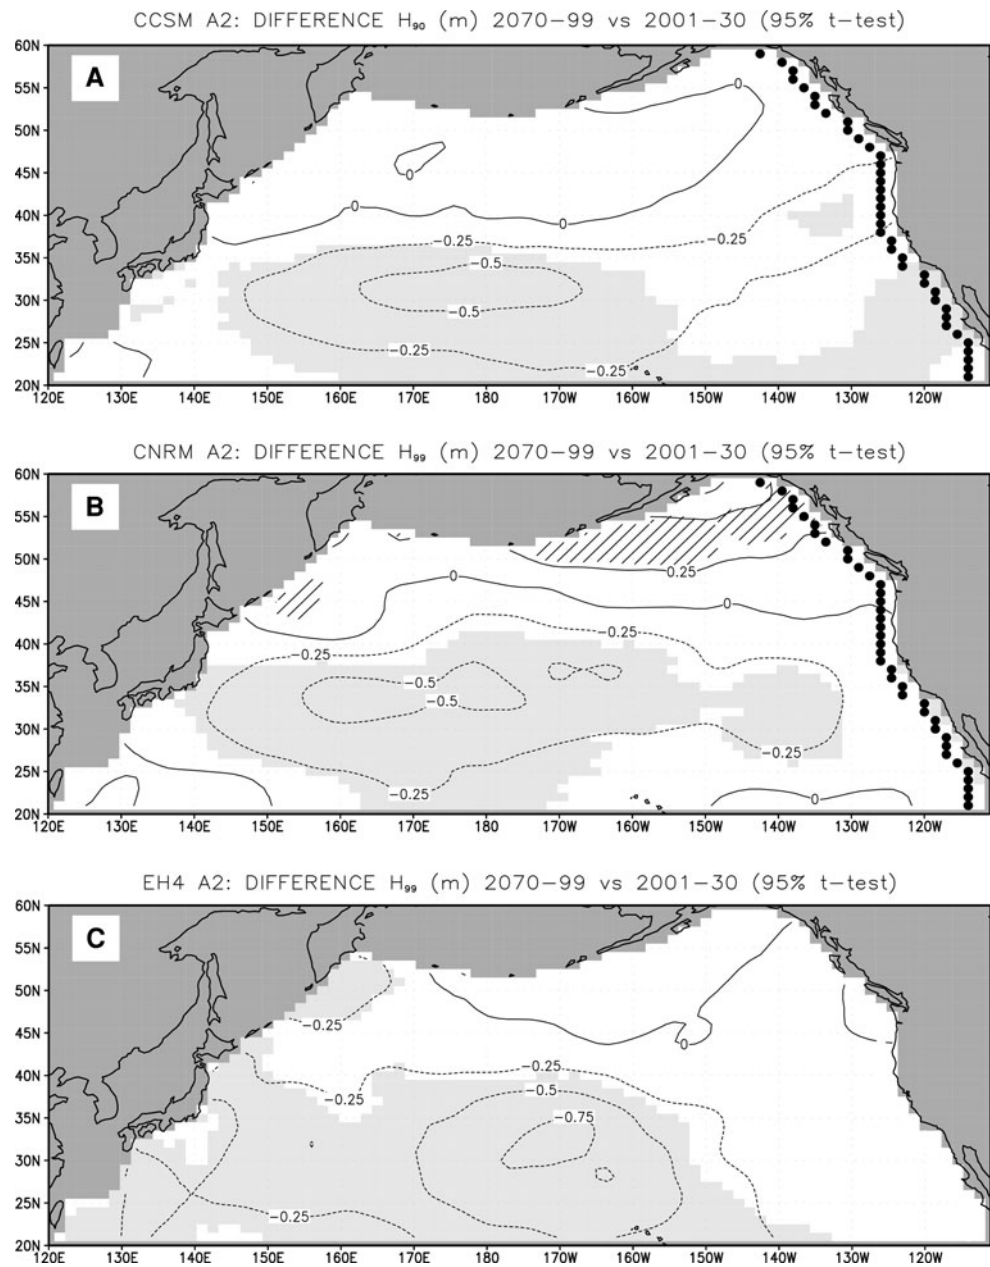 CCSM A2: DIFFERENCE H₉₀ (m) 2070-99 vs 2001-30 (95% t-test)
60N
A
55N
0
50N
45N
0
40N
0
0
-0.25
-0.25
35N
-0.5
30N
-0.5
25N
-0.25
-0.25
20N
120E 130E 140E 150E 160E 170E 180 170W 160W 150W 140W 130W 120W
CNRM A2: DIFFERENCE H₉₉ (m) 2070-99 vs 2001-30 (95% t-test)
60N
B
55N
50N
0.25
0
45N
0
40N
-0.25
-0.25
35N
-0.5
-0.5
30N
-0.25
25N
-0.25
20N
120E 130E 140E 150E 160E 170E 180 170W 160W 150W 140W 130W 120W
EH4 A2: DIFFERENCE H₉₉ (m) 2070-99 vs 2001-30 (95% t-test)
60N
C
55N
50N
-0.25
45N
0
40N
-0.25
-0.5
-0.25
35N
-0.75
30N
25N
-0.25
20N
120E 130E 140E 150E 160E 170E 180 170W 160W 150W 140W 130W 120W